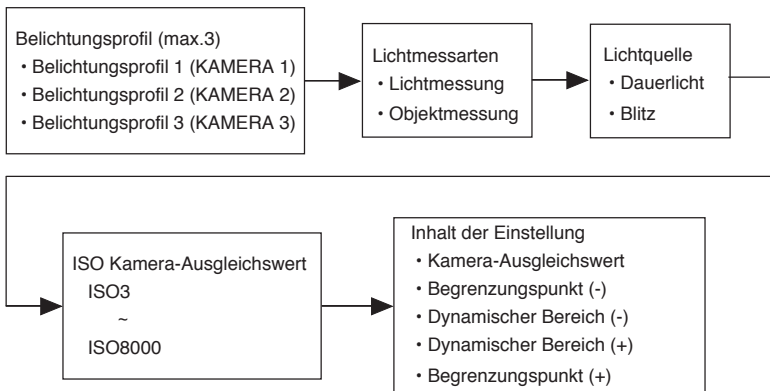 Belichtungsprofil (max.3)
・Belichtungsprofil 1 (KAMERA 1)
・Belichtungsprofil 2 (KAMERA 2)
・Belichtungsprofil 3 (KAMERA 3)
Lichtmessarten
・Lichtmessung
・Objektmessung
Lichtquelle
・Dauerlicht
・Blitz
ISO Kamera-Ausgleichswert
ISO3
~
ISO8000
Inhalt der Einstellung
・Kamera-Ausgleichswert
・Begrenzungspunkt (-)
・Dynamischer Bereich (-)
・Dynamischer Bereich (+)
・Begrenzungspunkt (+)